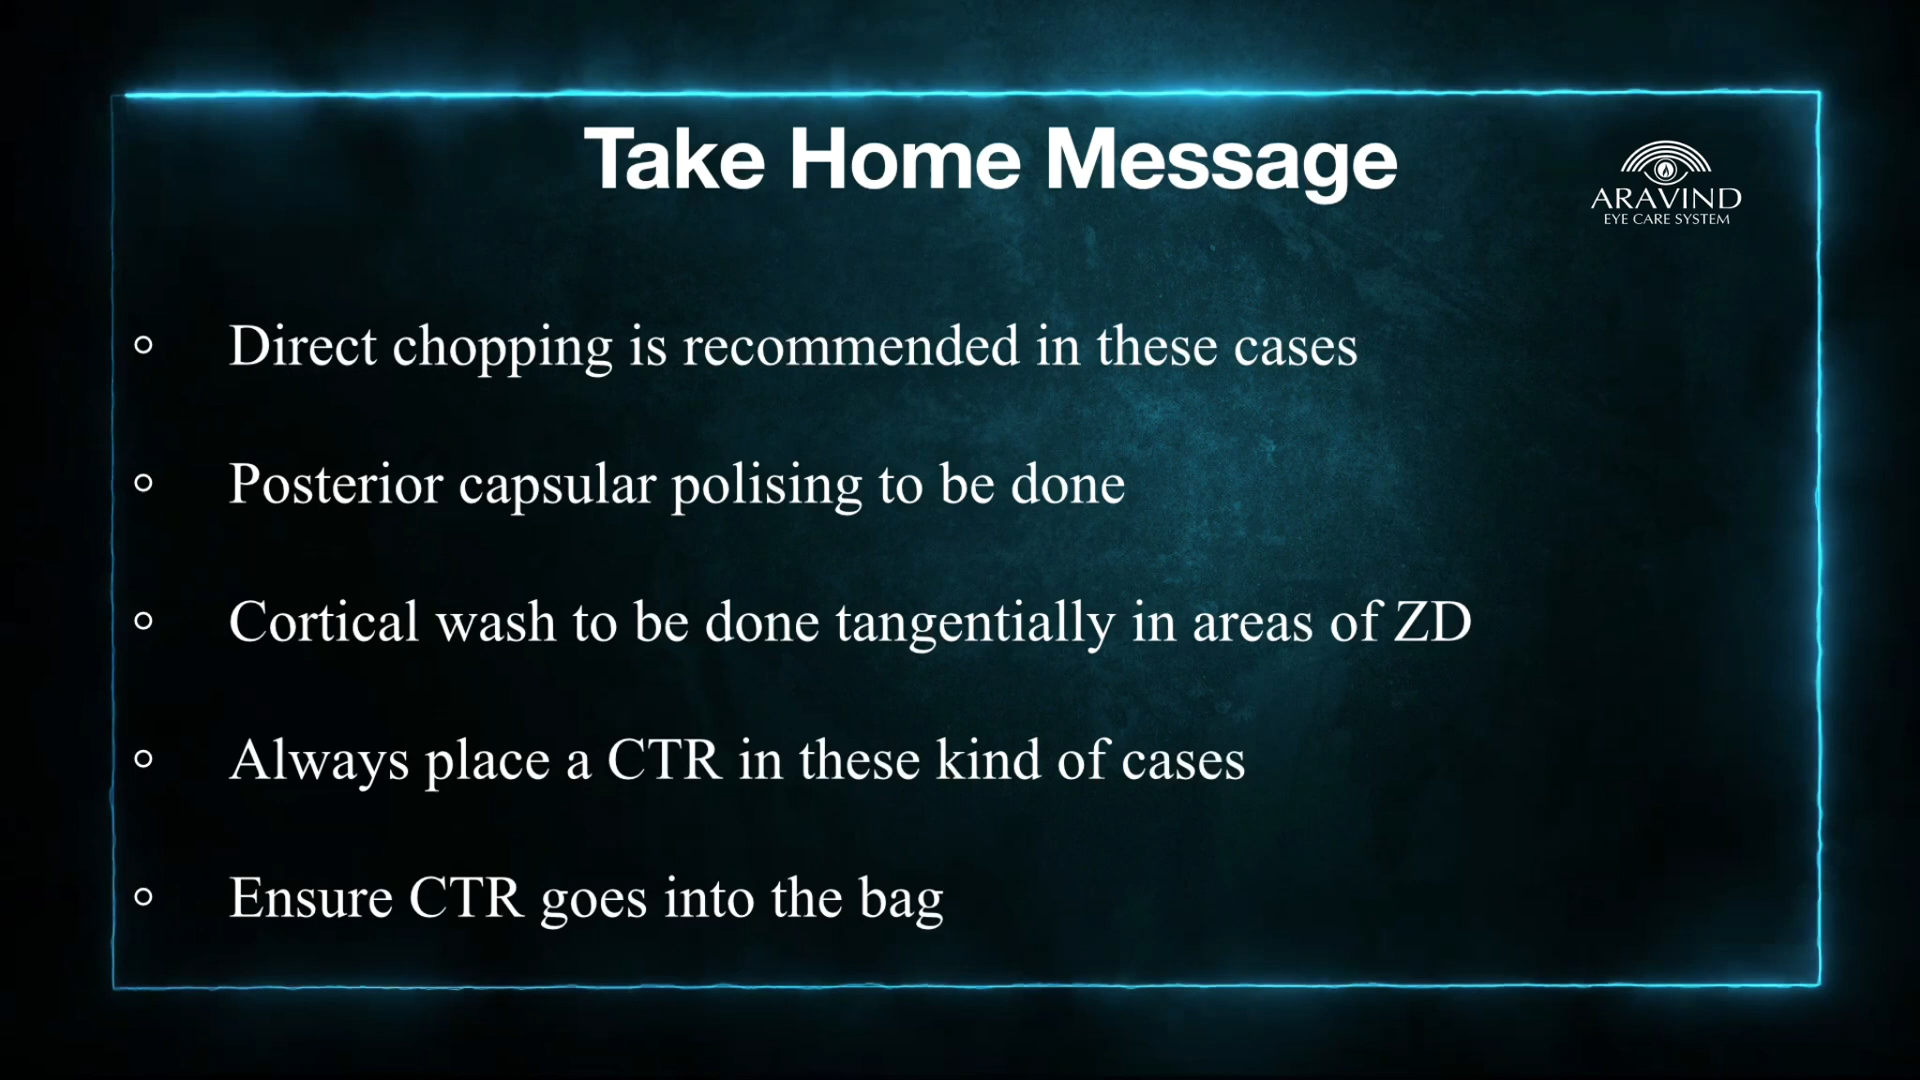 Take Home Message
ARAVIND
EYE CARE SYSTEM
Direct chopping is recommended in these cases
Posterior capsular polising to be done
Cortical wash to be done tangentially in areas of ZD
Always place a CTR in these kind of cases
Ensure CTR goes into the bag